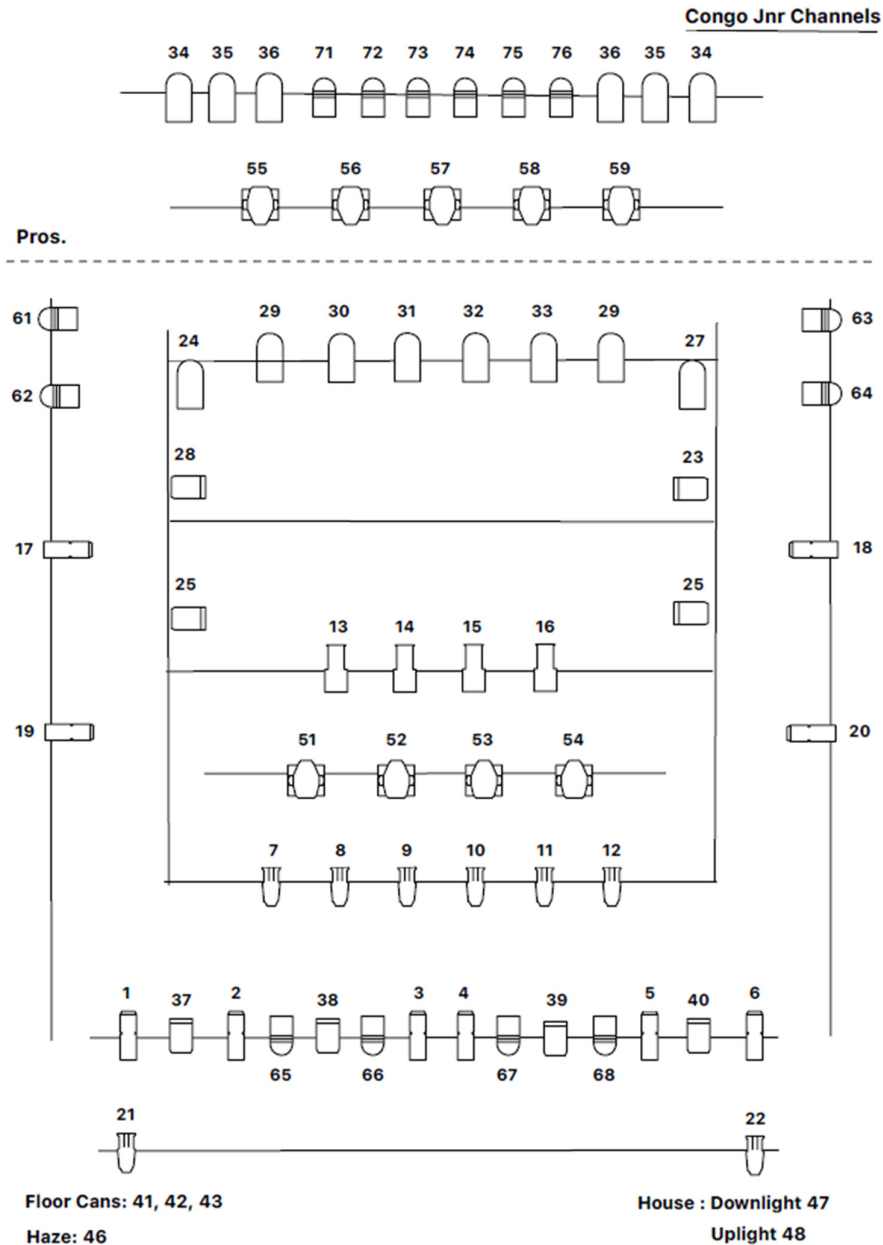 Congo Jnr Channels
34 35 36 71 72 73 74 75 76 36 35 34
55 56 57 58 59
Pros.
61 29 30 31 32 33 29 63
24 27
62 64
28 23
17 18
25 25
13 14 15 16
19 20
51 52 53 54
7 8 9 10 11 12
1 37 2 38 3 4 39 5 40 6
65 66 67 68
21 22
Floor Cans: 41, 42, 43
House : Downlight 47
Haze: 46
Uplight 48